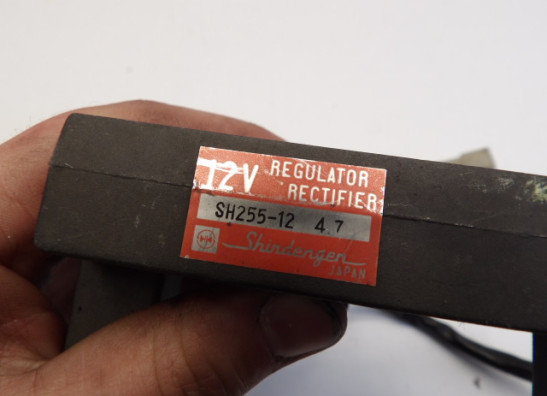 12V REGULATOR
RECTIFIER
SH255-12 4.7
Shindengen
JAPAN